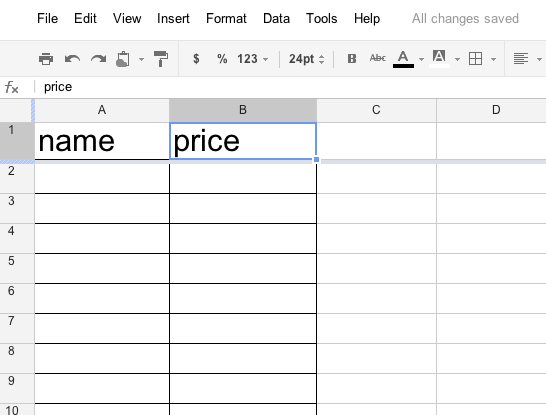 File Edit View Insert Format Data Tools Help All changes saved
$ % 123 24pt B Abc A A
fx price
A B C D
1 name price
2
3
4
5
6
7
8
9
10